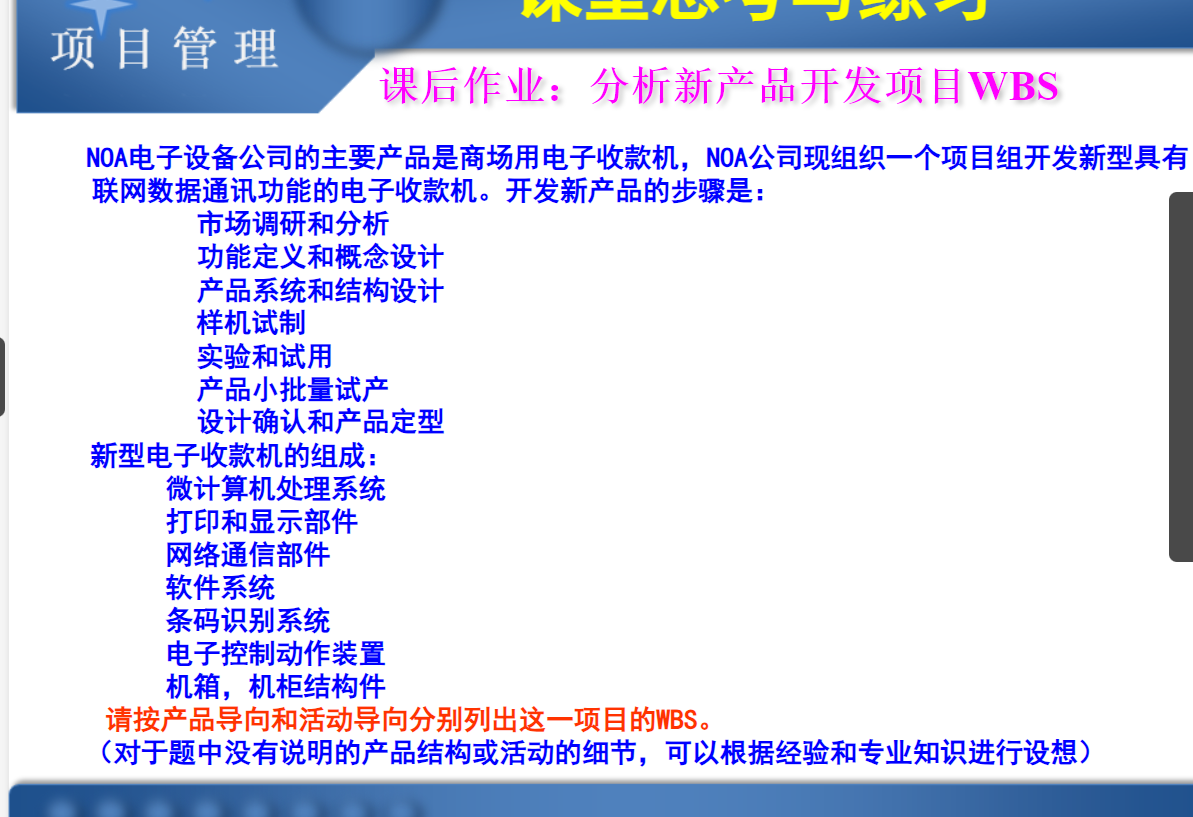 课堂思考与练习
项目管理
课后作业：分析新产品开发项目WBS
NOA电子设备公司的主要产品是商场用电子收款机，NOA公司现组织一个项目组开发新型具有
联网数据通讯功能的电子收款机。开发新产品的步骤是：
市场调研和分析
功能定义和概念设计
产品系统和结构设计
样机试制
实验和试用
产品小批量试产
设计确认和产品定型
新型电子收款机的组成：
微计算机处理系统
打印和显示部件
网络通信部件
软件系统
条码识别系统
电子控制动作装置
机箱，机柜结构件
请按产品导向和活动导向分别列出这一项目的WBS。
（对于题中没有说明的产品结构或活动的细节，可以根据经验和专业知识进行设想）